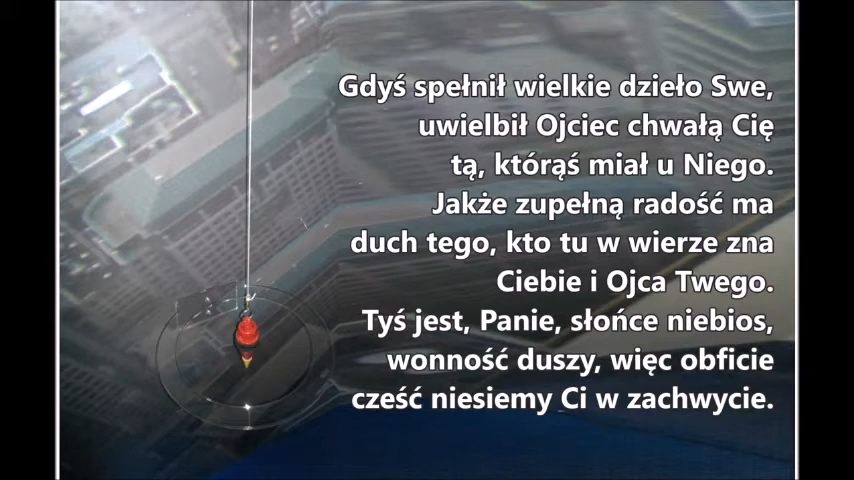 Gdyś spełnił wielkie dzieło Swe,
uwielbił Ojciec chwałą Cię
tą, którąś miał u Niego.
Jakże zupełną radość ma
duch tego, kto tu w wierze zna
Ciebie i Ojca Twego.
Tyś jest, Panie, słońce niebios,
wonność duszy, więc obficie
cześć niesiemy Ci w zachwycie.